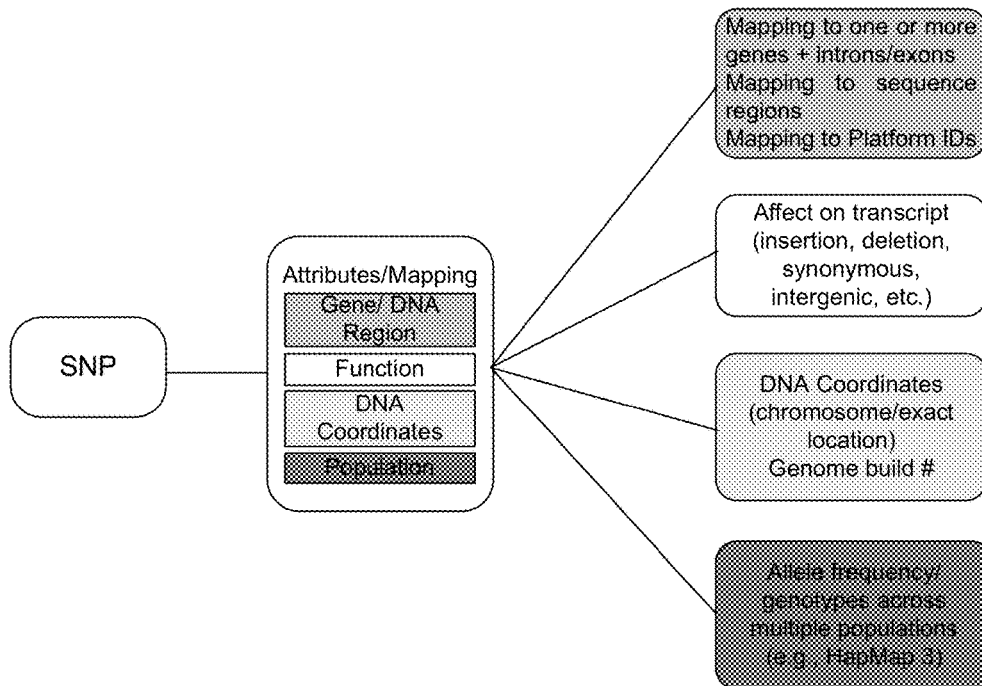 SNP
Attributes/Mapping
Gene/ DNA
Region
Function
DNA
Coordinates
Population
Mapping to one or more
genes + introns/exons
Mapping to sequence
regions
Mapping to Platform IDs
Affect on transcript
(insertion, deletion,
synonymous,
intergenic, etc.)
DNA Coordinates
(chromosome/exact
location)
Genome build #
Allele frequency/
genotypes across
multiple populations
(e.g., HapMap 3)